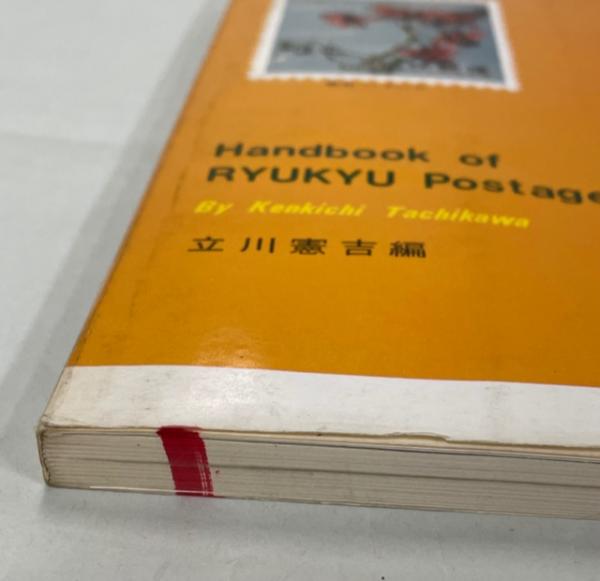 Handbook of
RYUKYU Postage
By Kenkichi Tachikawa
立川憲吉編